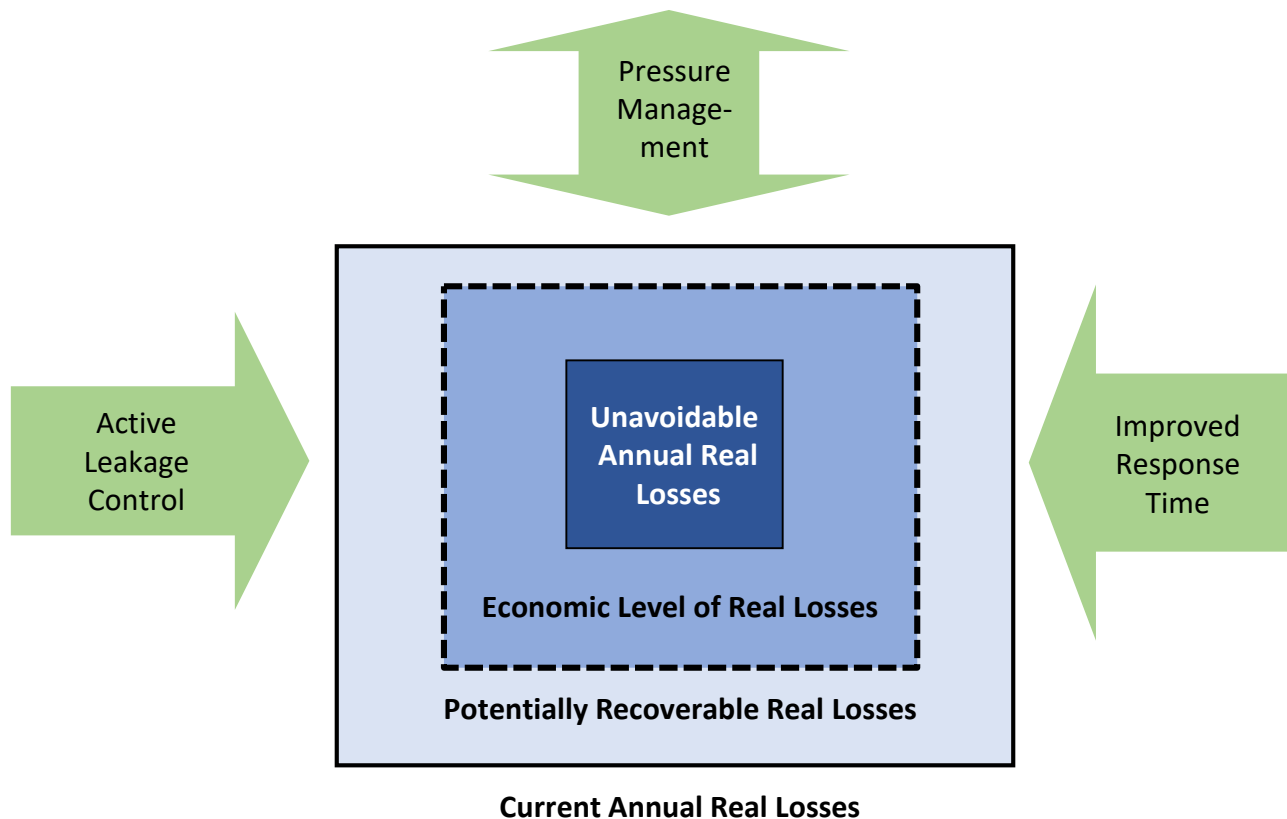 Pressure
Manage-
ment
Active
Leakage
Control
Unavoidable
Annual Real
Losses
Improved
Response
Time
Economic Level of Real Losses
Potentially Recoverable Real Losses
Current Annual Real Losses